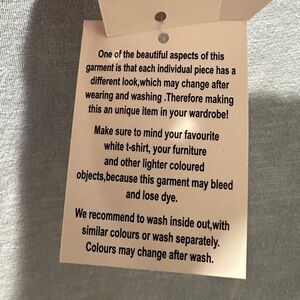 One of the beautiful aspects of this
garment is that each individual piece has a
different look,which may change after
wearing and washing .Therefore making
this an unique item in your wardrobe!
Make sure to mind your favourite
white t-shirt, your furniture
and other lighter coloured
objects,because this garment may bleed
and lose dye.
We recommend to wash inside out,with
similar colours or wash separately.
Colours may change after wash.